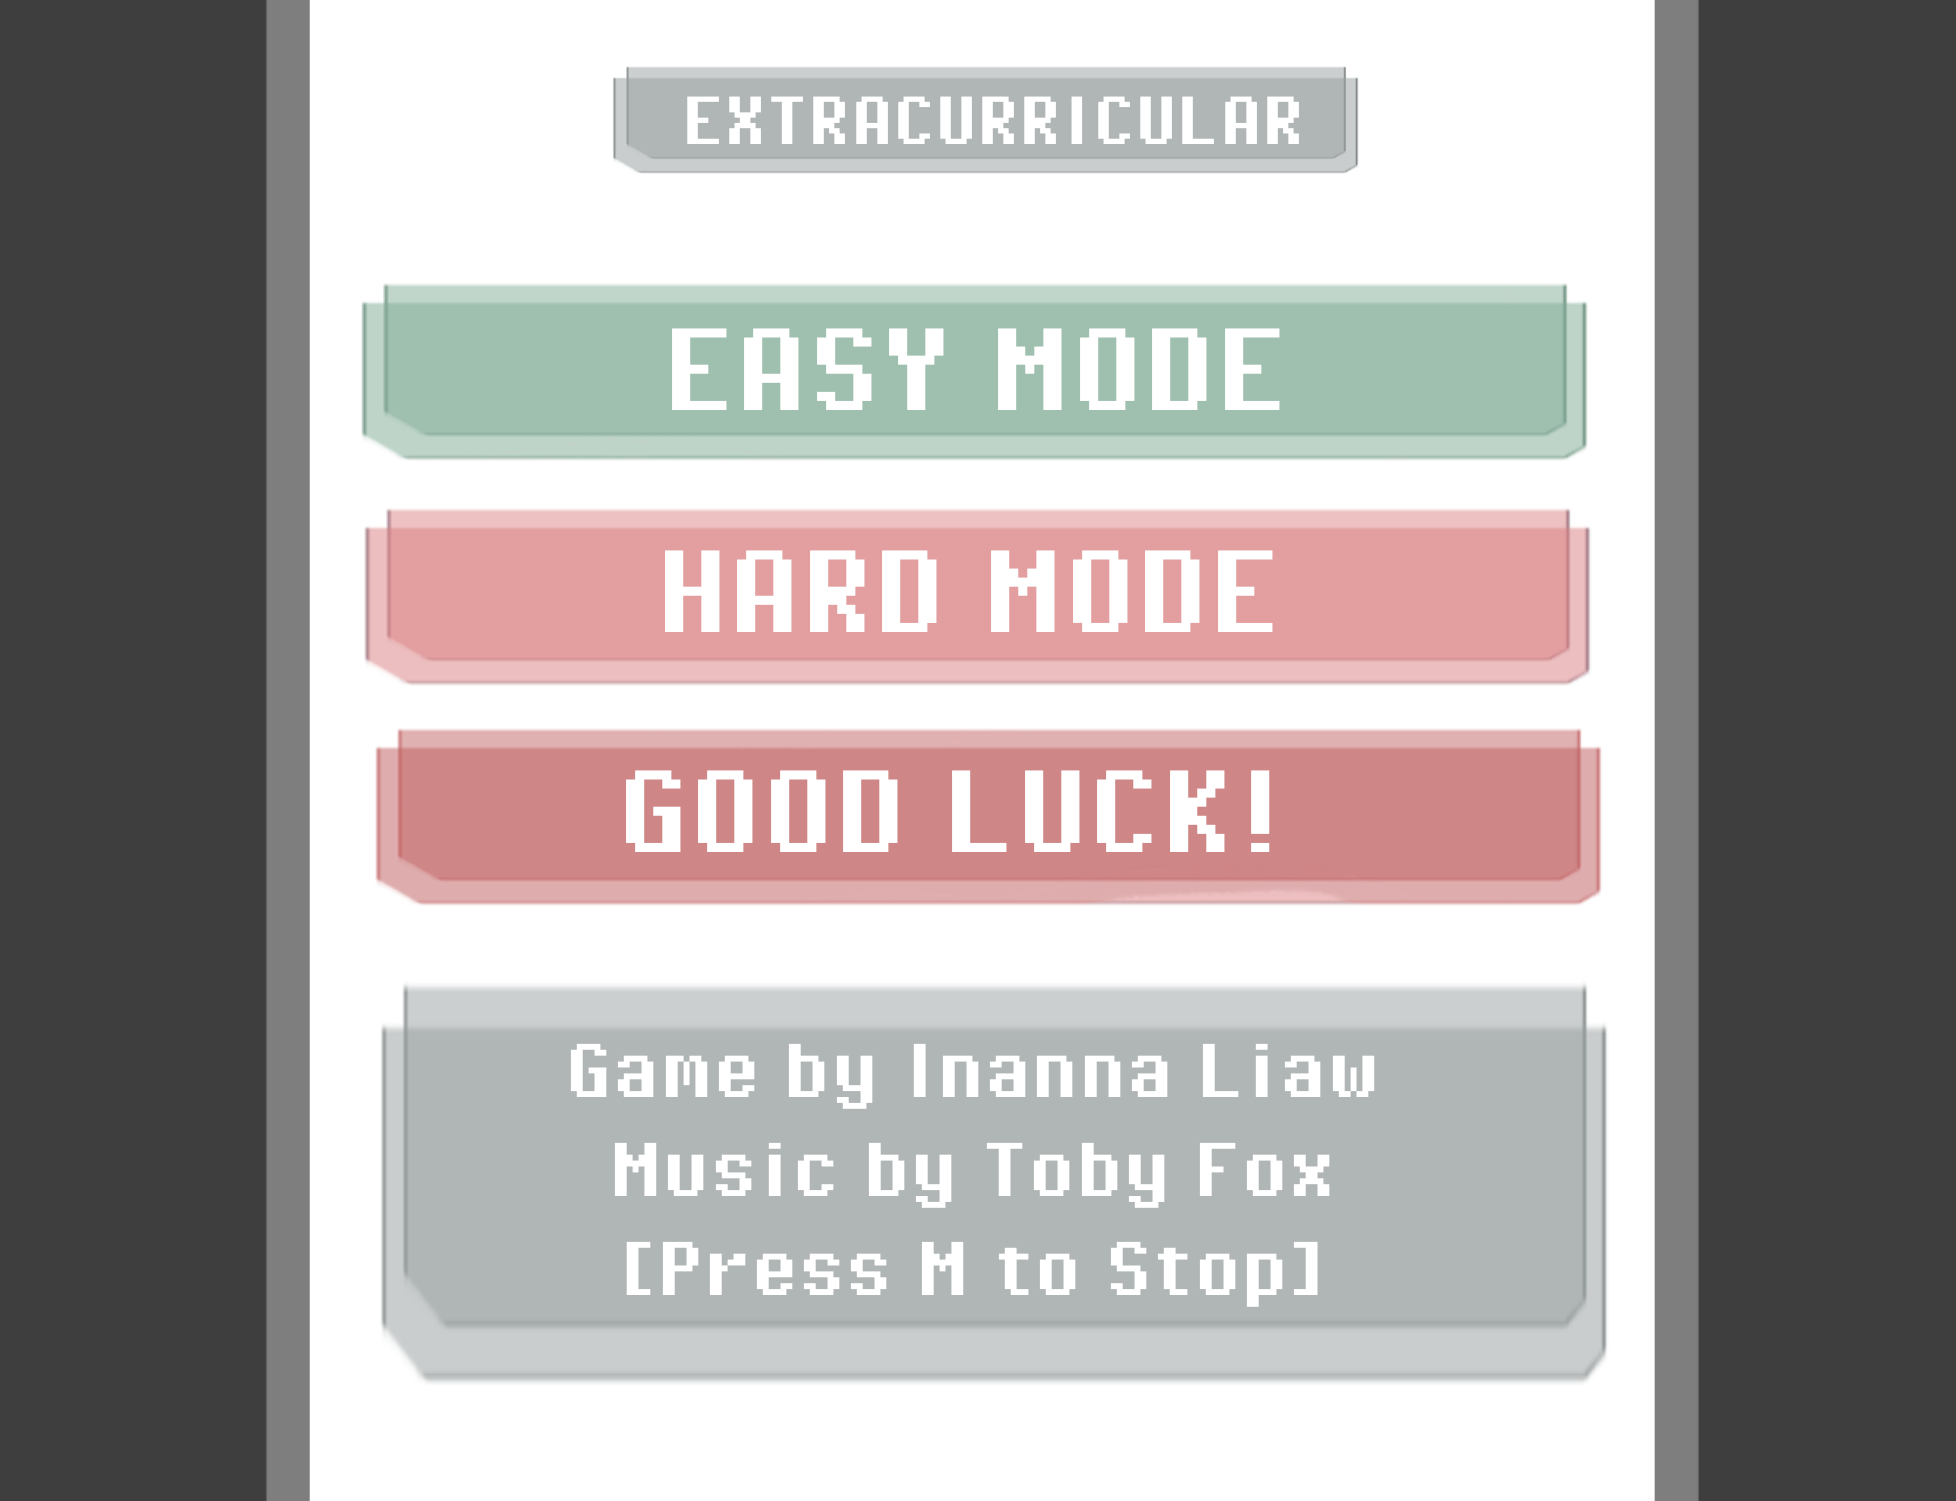 EXTRACURRICULAR
EASY MODE
HARD MODE
GOOD LUCK!
Game by Inanna Liaw
Music by Toby Fox
[Press M to Stop]